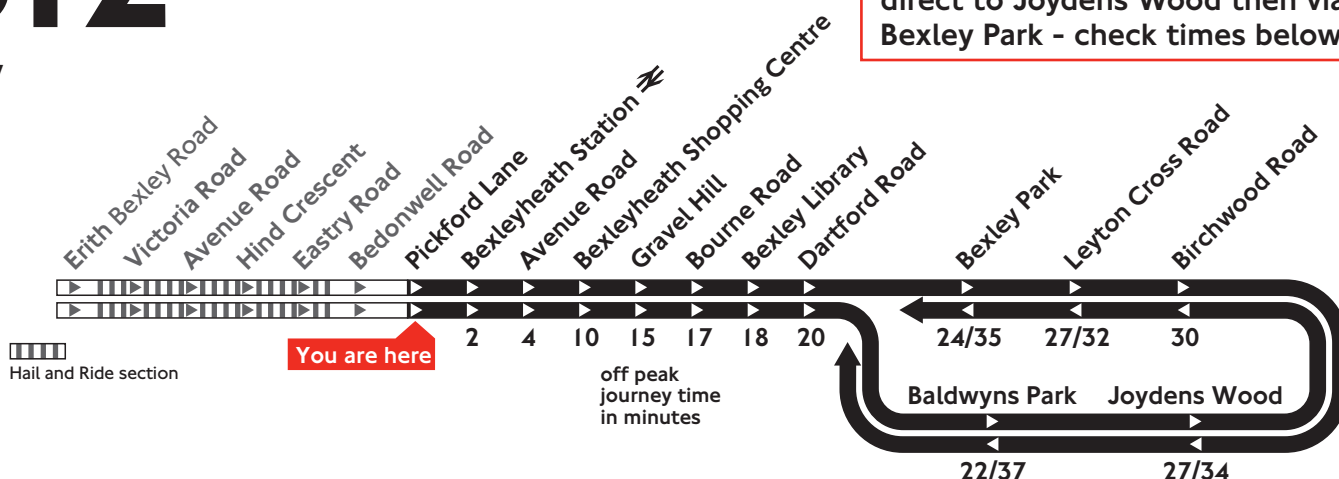 direct to Joydens Wood then via
Bexley Park - check times below
Erith Bexley Road
Victoria Road
Avenue Road
Hind Crescent
Eastry Road
Bedonwell Road
Pickford Lane
Bexleyheath Station
Avenue Road
Bexleyheath Shopping Centre
Gravel Hill
Bourne Road
Bexley Library
Dartford Road
Bexley Park
Leyton Cross Road
Birchwood Road
You are here
2 4 10 15 17 18 20 24/35 27/32 30
Hail and Ride section
off peak
journey time
in minutes
Baldwyns Park Joydens Wood
22/37 27/34